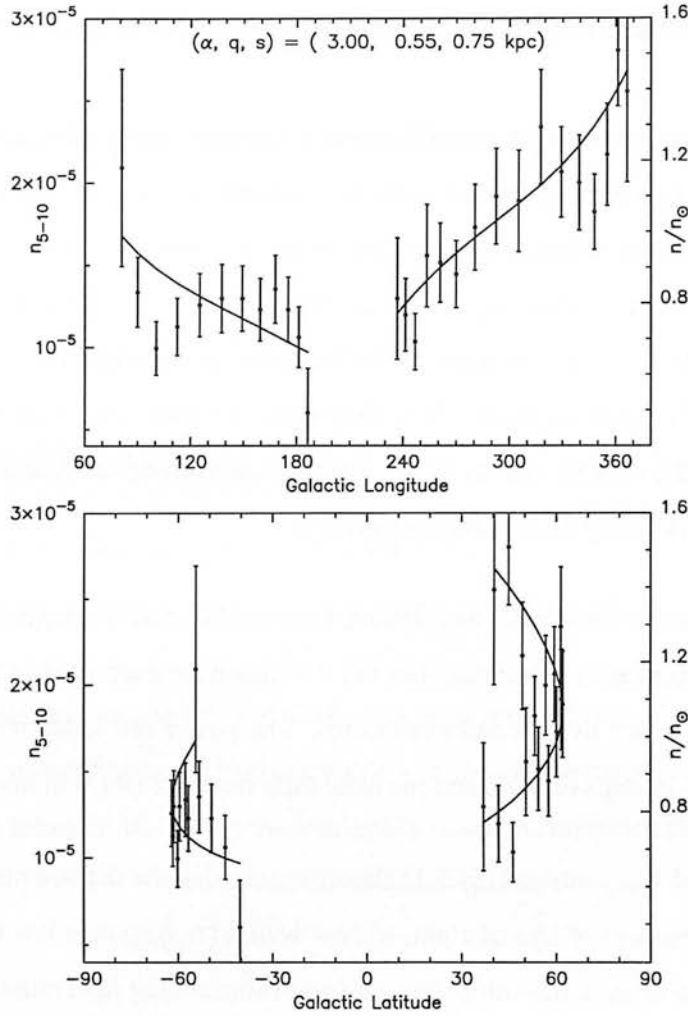 3×10⁻⁵
(α, q, s) = ( 3.00, 0.55, 0.75 kpc)
1.6
2×10⁻⁵
1.2
n₅₋₁₀
n/n⊙
0.8
10⁻⁵
60 120 180 240 300 360
Galactic Longitude
3×10⁻⁵
1.6
2×10⁻⁵
1.2
n₅₋₁₀
n/n⊙
0.8
10⁻⁵
−90 −60 −30 0 30 60 90
Galactic Latitude